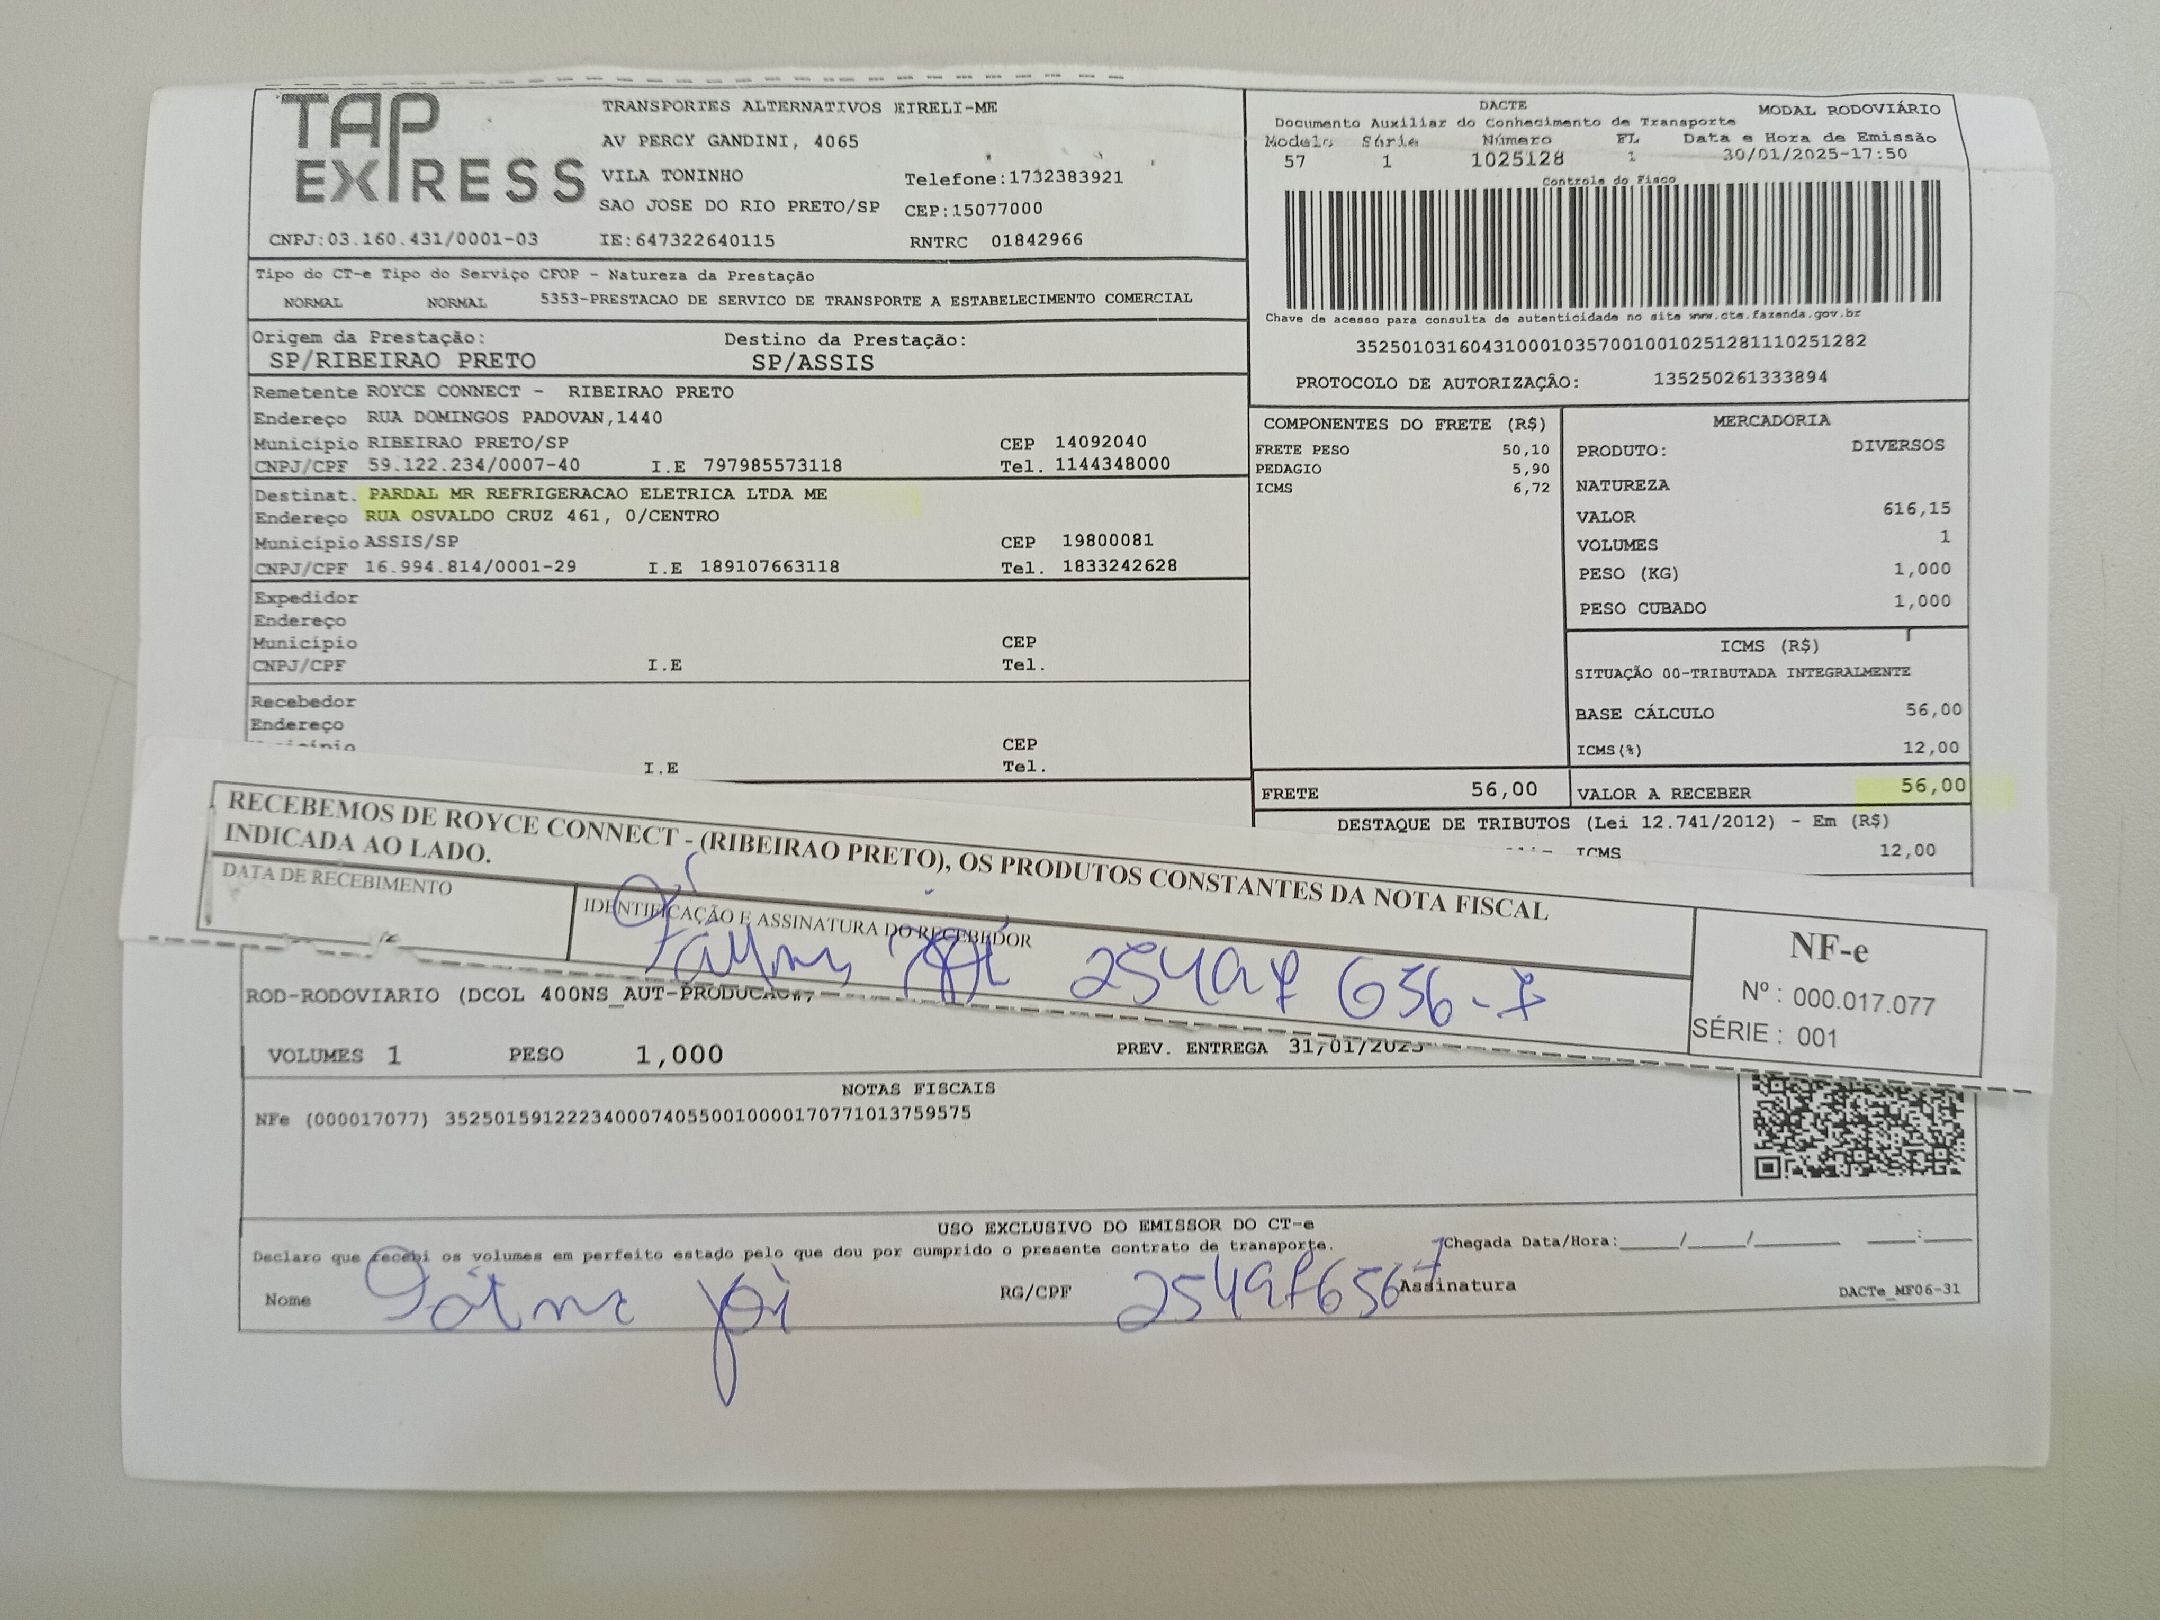 TAP EXPRESS
TRANSPORTES ALTERNATIVOS EIRELI-ME
AV PERCY GANDINI, 4065
VILA TONINHO Telefone:1732383921
SAO JOSE DO RIO PRETO/SP CEP:15077000
CNPJ:03.160.431/0001-03 IE:647322640115 RNTRC 01842966
DACTE MODAL RODOVIÁRIO
Documento Auxiliar do Conhecimento de Transporte
Modelo Série Número FL Data e Hora de Emissão
57 1 1025128 1 30/01/2025-17:50
Controle do Fisco
Chave de acesso para consulta de autenticidade no site www.cte.fazenda.gov.br
35250103160431000103570010010251281110251282
PROTOCOLO DE AUTORIZAÇÂO: 135250261333894
Tipo do CT-e Tipo do Serviço CFOP - Natureza da Prestação
NORMAL NORMAL 5353-PRESTACAO DE SERVICO DE TRANSPORTE A ESTABELECIMENTO COMERCIAL
Origem da Prestação: Destino da Prestação:
SP/RIBEIRAO PRETO SP/ASSIS
Remetente ROYCE CONNECT - RIBEIRAO PRETO
Endereço RUA DOMINGOS PADOVAN,1440
Município RIBEIRAO PRETO/SP CEP 14092040
CNPJ/CPF 59.122.234/0007-40 I.E 797985573118 Tel. 1144348000
Destinat. PARDAL MR REFRIGERACAO ELETRICA LTDA ME
Endereço RUA OSVALDO CRUZ 461, 0/CENTRO
Município ASSIS/SP CEP 19800081
CNPJ/CPF 16.994.814/0001-29 I.E 189107663118 Tel. 1833242628
Expedidor
Endereço
Município CEP
CNPJ/CPF I.E Tel.
Recebedor
Endereço
CEP
I.E Tel.
COMPONENTES DO FRETE (R$)
FRETE PESO 50,10
PEDAGIO 5,90
ICMS 6,72
MERCADORIA
PRODUTO: DIVERSOS
NATUREZA
VALOR 616,15
VOLUMES 1
PESO (KG) 1,000
PESO CUBADO 1,000
ICMS (R$)
SITUAÇÃO 00-TRIBUTADA INTEGRALMENTE
BASE CÁLCULO 56,00
ICMS(%) 12,00
FRETE 56,00 VALOR A RECEBER 56,00
DESTAQUE DE TRIBUTOS (Lei 12.741/2012) - Em (R$)
ICMS 12,00
RECEBEMOS DE ROYCE CONNECT - (RIBEIRAO PRETO), OS PRODUTOS CONSTANTES DA NOTA FISCAL
INDICADA AO LADO.
DATA DE RECEBIMENTO IDENTIFICAÇÃO E ASSINATURA DO RECEBEDOR
NF-e
Nº : 000.017.077
SÉRIE : 001
ROD-RODOVIARIO (DCOL 400NS_AUT-PRODUCAO#)
VOLUMES 1 PESO 1,000 PREV. ENTREGA 31/01/2025
NOTAS FISCAIS
NFe (000017077) 35250159122234000740550010000170771013759575
USO EXCLUSIVO DO EMISSOR DO CT-e
Declaro que recebi os volumes em perfeito estado pelo que dou por cumprido o presente contrato de transporte. Chegada Data/Hora:____/____/______ ____:____
Nome RG/CPF Assinatura DACTe_MF06-31